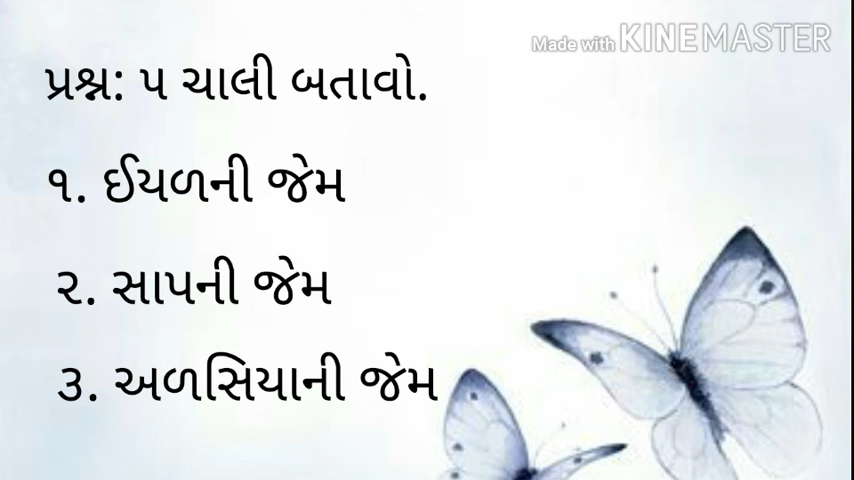 Made with KINEMASTER
પ્રશ્ન: ૫ ચાલી બતાવો.
૧. ઈયળની જેમ
૨. સાપની જેમ
૩. અળસિયાની જેમ